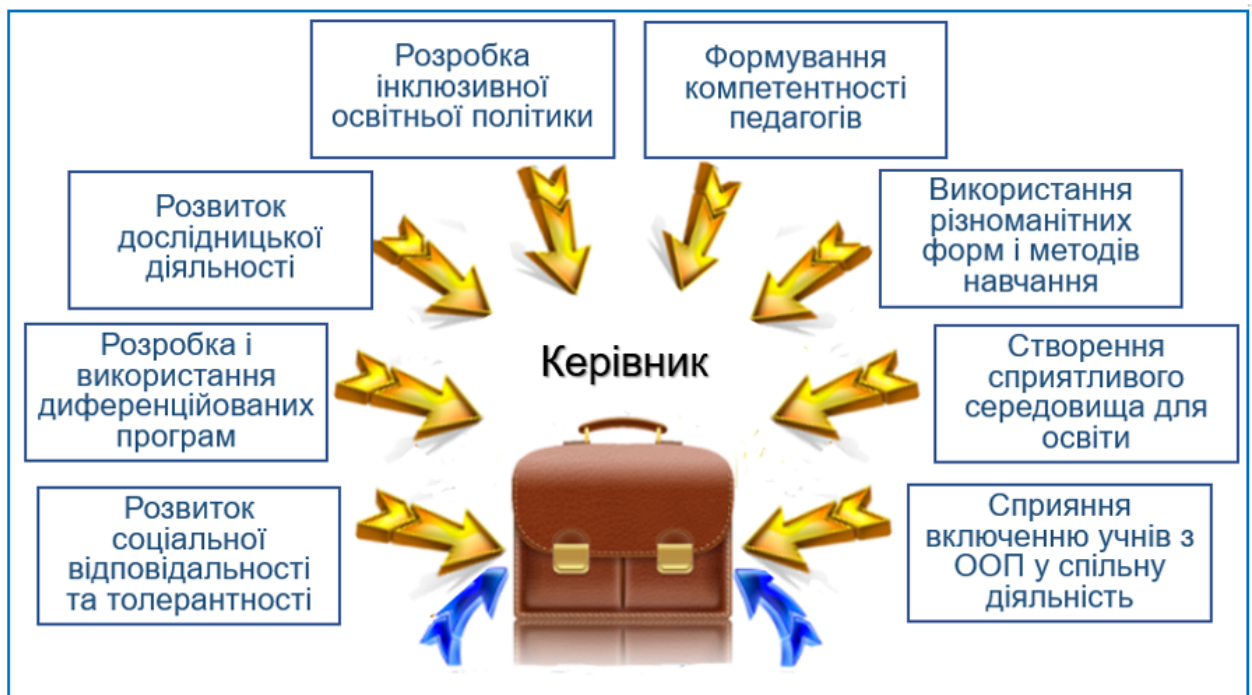 Розробка
інклюзивної
освітньої політики
Формування
компетентності
педагогів
Розвиток
дослідницької
діяльності
Використання
різноманітних
форм і методів
навчання
Керівник
Розробка і
використання
диференційованих
програм
Створення
сприятливого
середовища для
освіти
Розвиток
соціальної
відповідальності
та толерантності
Сприяння
включенню учнів з
ООП у спільну
діяльність